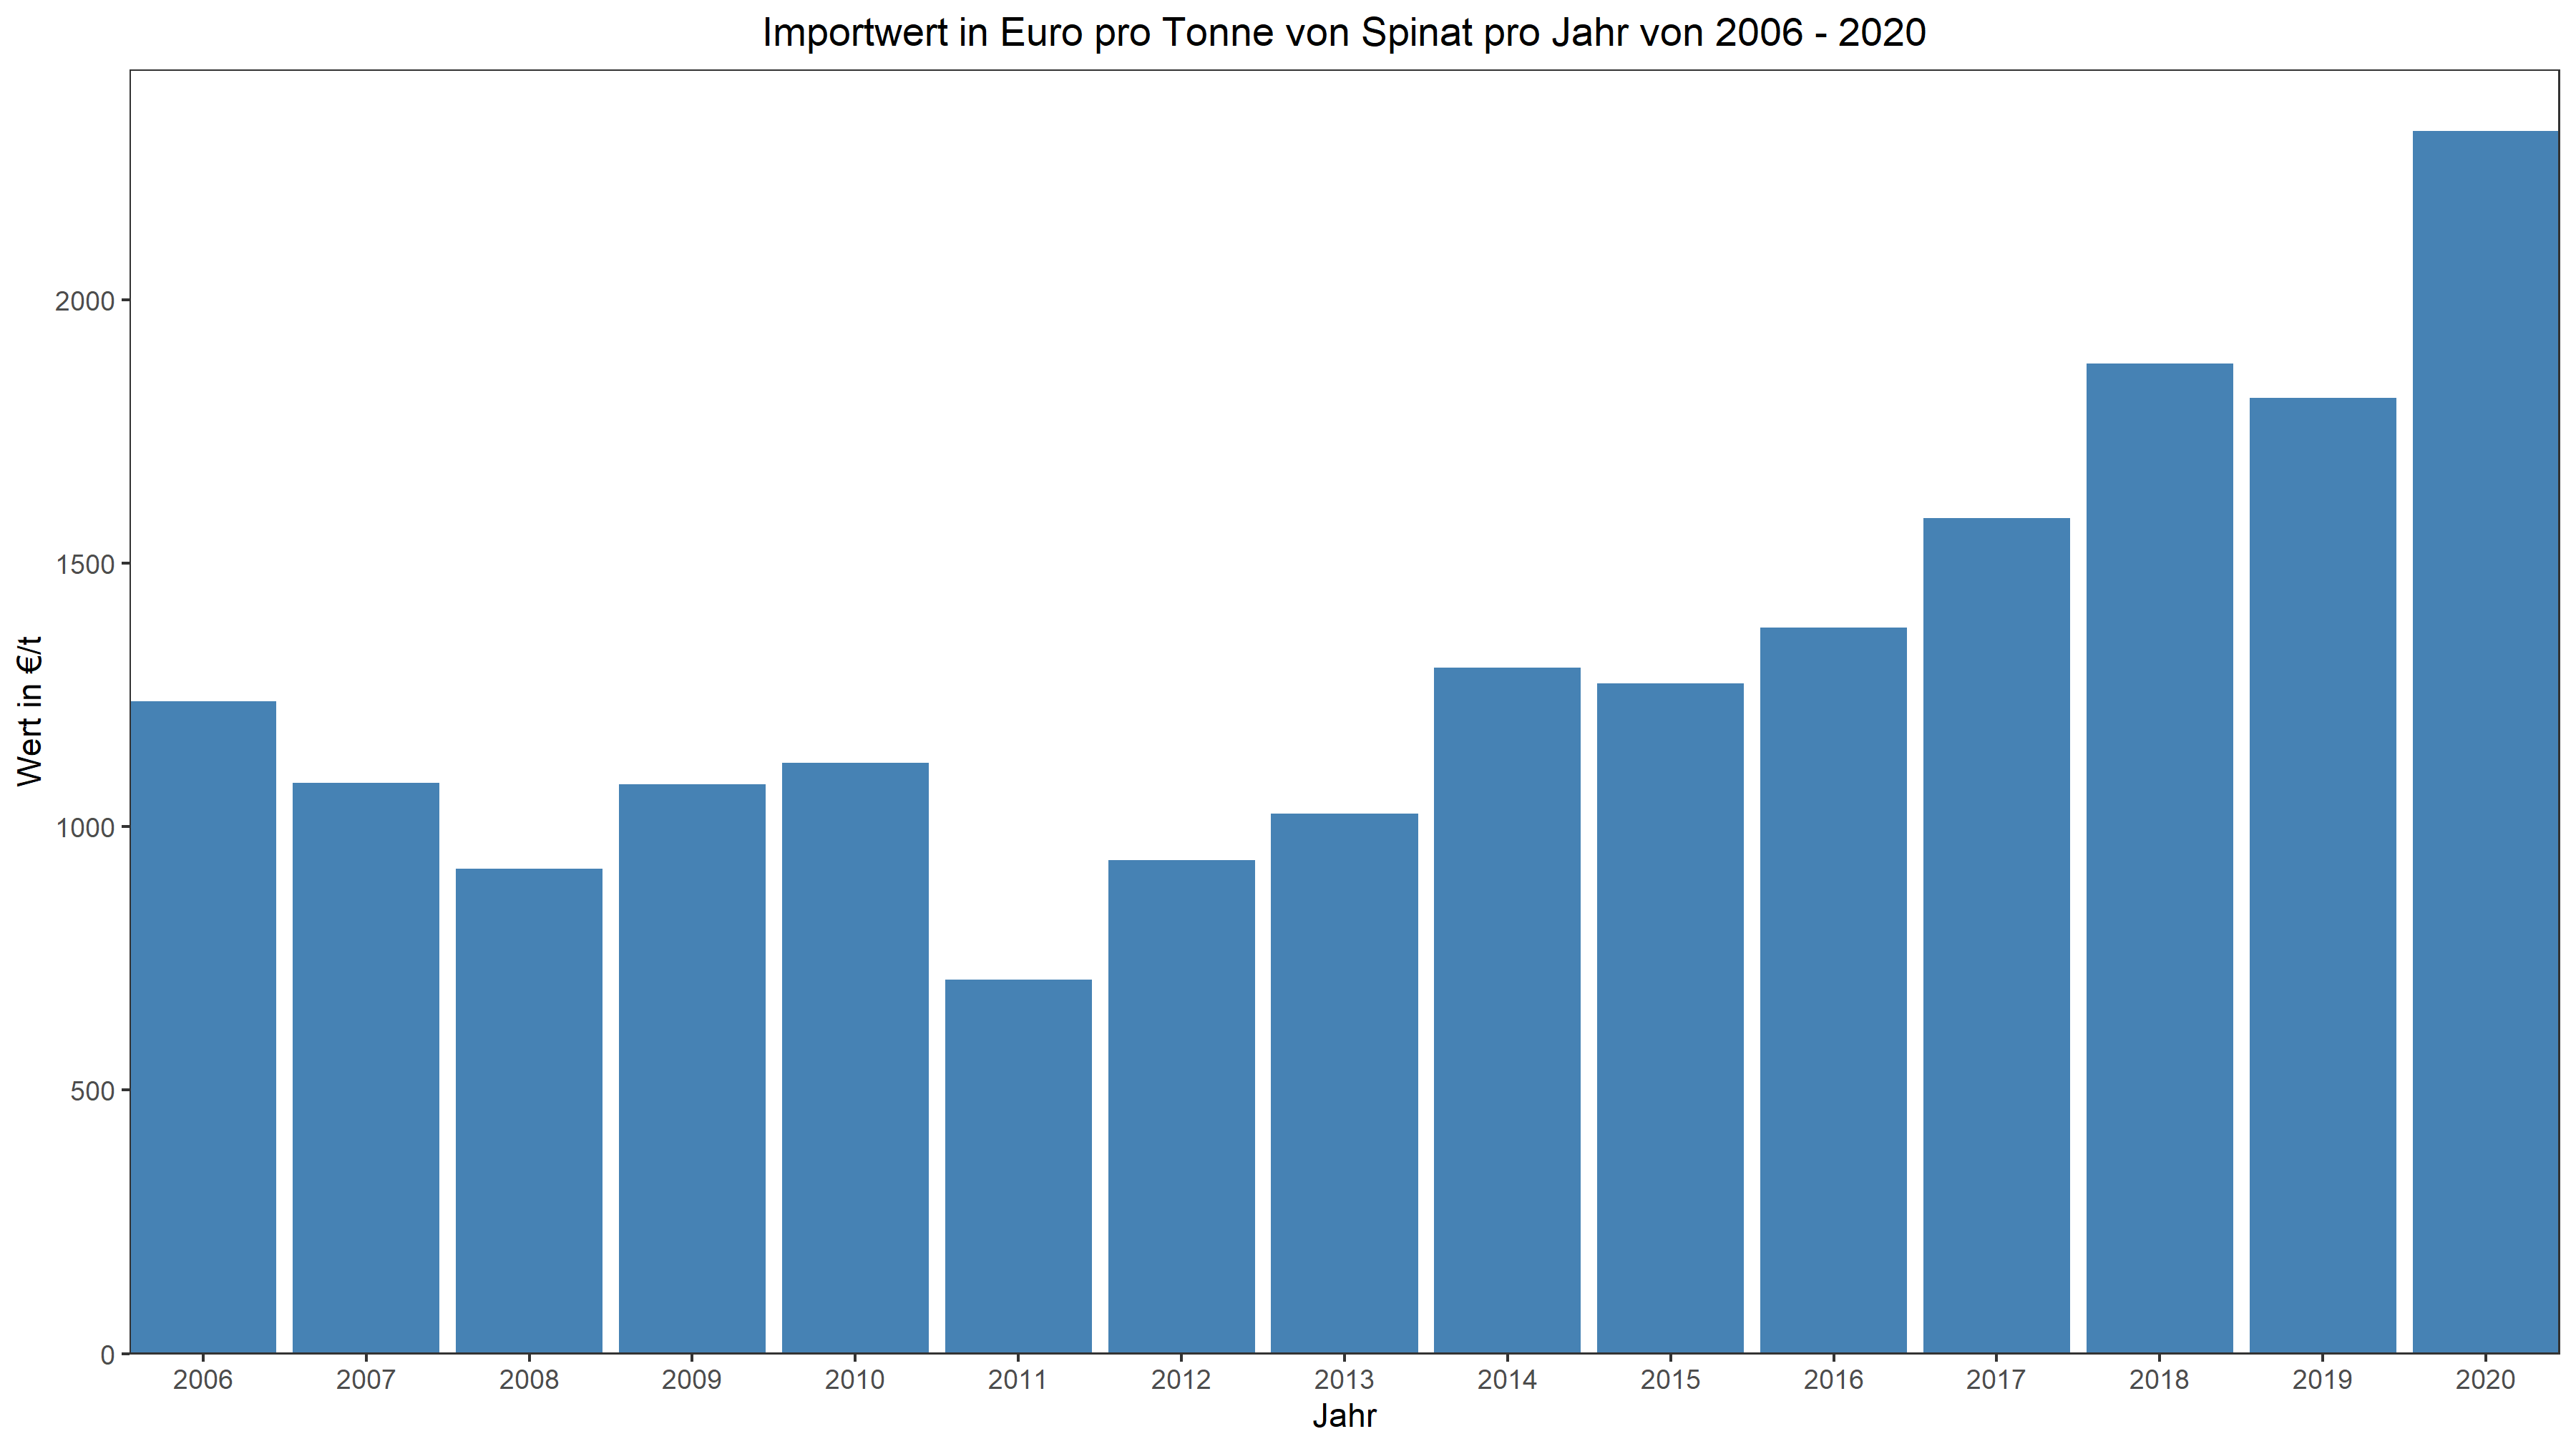 Importwert in Euro pro Tonne von Spinat pro Jahr von 2006 - 2020
Wert in €/t
2000
1500
1000
500
0
2006 2007 2008 2009 2010 2011 2012 2013 2014 2015 2016 2017 2018 2019 2020
Jahr